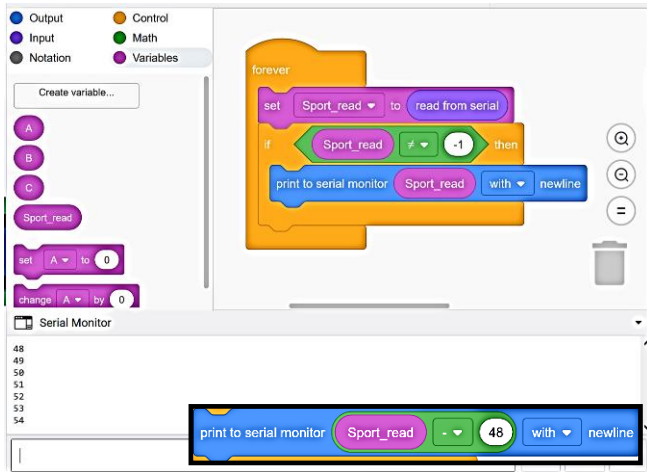 Output
Control
Input
Math
Notation
Variables
Create variable...
A
B
C
Sport_read
set A to 0
change A by 0
forever
set Sport_read to read from serial
if Sport_read ≠ -1 then
print to serial monitor Sport_read with newline
Serial Monitor
48
49
50
51
52
53
54
print to serial monitor Sport_read - 48 with newline